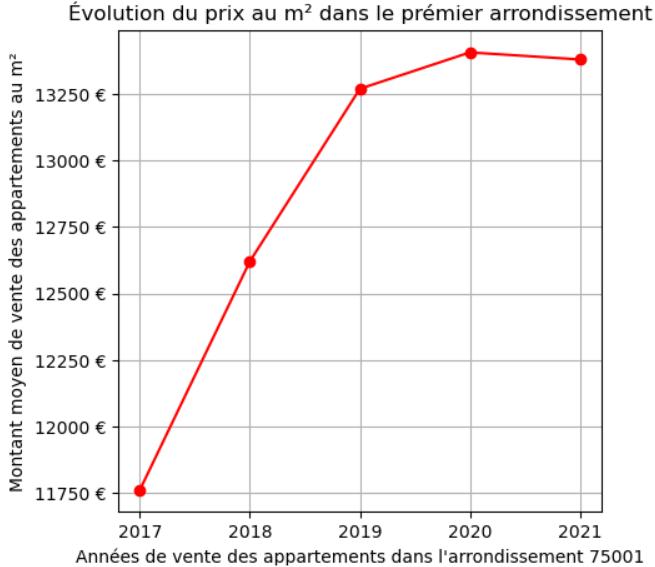 Évolution du prix au m² dans le prémier arrondissement
Montant moyen de vente des appartements au m²
13250 €
13000 €
12750 €
12500 €
12250 €
12000 €
11750 €
2017 2018 2019 2020 2021
Années de vente des appartements dans l'arrondissement 75001